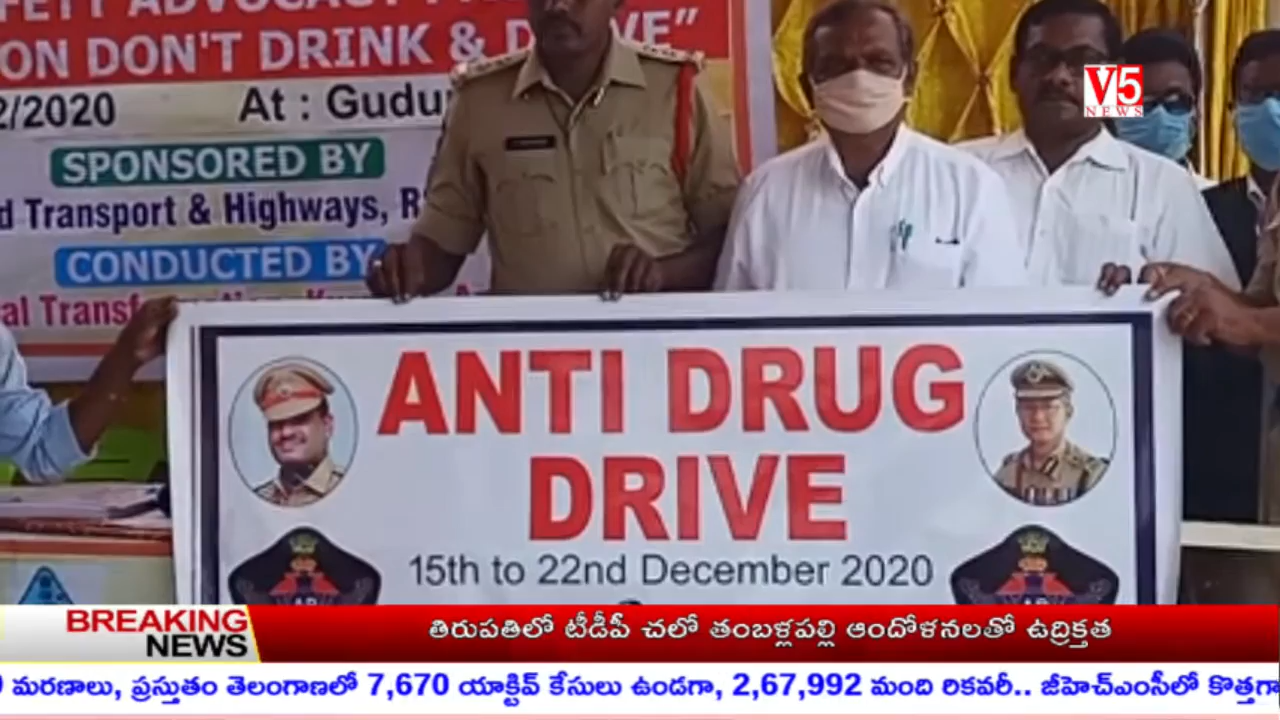 ON DON'T DRINK & D VE”
2/2020 At : Gudu
SPONSORED BY
d Transport & Highways,
CONDUCTED BY
V5
NEWS
ANTI DRUG
DRIVE
15th to 22nd December 2020
BREAKING
NEWS
తిరుపతిలో టీడీపీ చలో తంబళ్లపల్లి ఆందోళనలతో ఉద్రిక్తత
మరణాలు, ప్రస్తుతం తెలంగాణలో 7,670 యాక్టివ్ కేసులు ఉండగా, 2,67,992 మంది రికవరీ.. జీహెచ్ఎంసీలో కొత్తగా